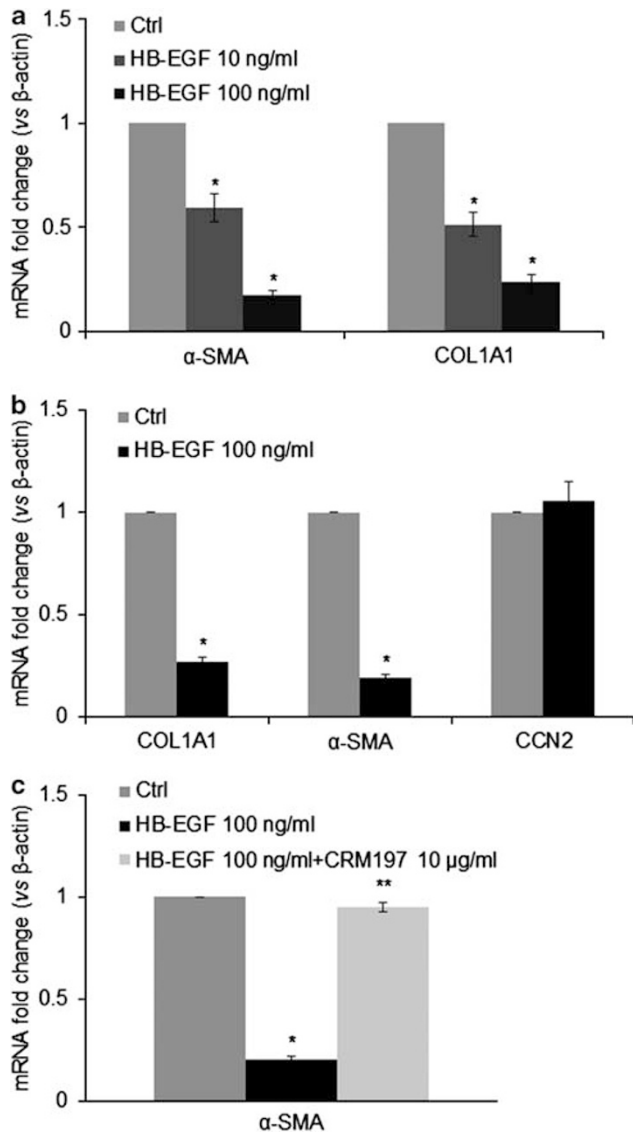 a
1.5
Ctrl
HB-EGF 10 ng/ml
HB-EGF 100 ng/ml
mRNA fold change (vs β-actin)
1
*
*
*
*
0.5
0
α-SMA COL1A1
b
1.5
Ctrl
HB-EGF 100 ng/ml
mRNA fold change (vs β-actin)
1
0.5
*
*
0
COL1A1 α-SMA CCN2
c
1.5
Ctrl
HB-EGF 100 ng/ml
HB-EGF 100 ng/ml+CRM197 10 µg/ml
mRNA fold change (vs β-actin)
**
1
0.5
*
0
α-SMA